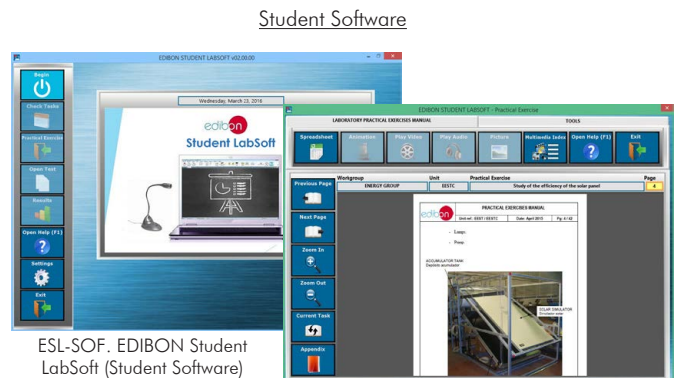 Student Software
EDIBON STUDENT LABSOFT v02.00.00
Begin
Check Tasks
Practical Exercise
Open Test
Results
Open Help (F1)
Settings
Exit
Wednesday, March 23, 2016
edibon
Student LabSoft
ESL-SOF. EDIBON Student
LabSoft (Student Software)
EDIBON STUDENT LABSOFT - Practical Exercise
LABORATORY PRACTICAL EXERCISES MANUAL
TOOLS
Spreadsheet
Animation
Play Video
Play Audio
Picture
Multimedia Index
Open Help (F1)
Exit
Previous Page
Next Page
Zoom In
Zoom Out
Current Task
Appendix
Workgroup
Unit
Practical Exercise
Page
ENERGY GROUP
EESTC
Study of the efficiency of the solar panel
4
edibon
PRACTICAL EXERCISES MANUAL
Date: April 2013
- Lamps.
- Pump.
ACCUMULATOR TANK
SOLAR SIMULATOR